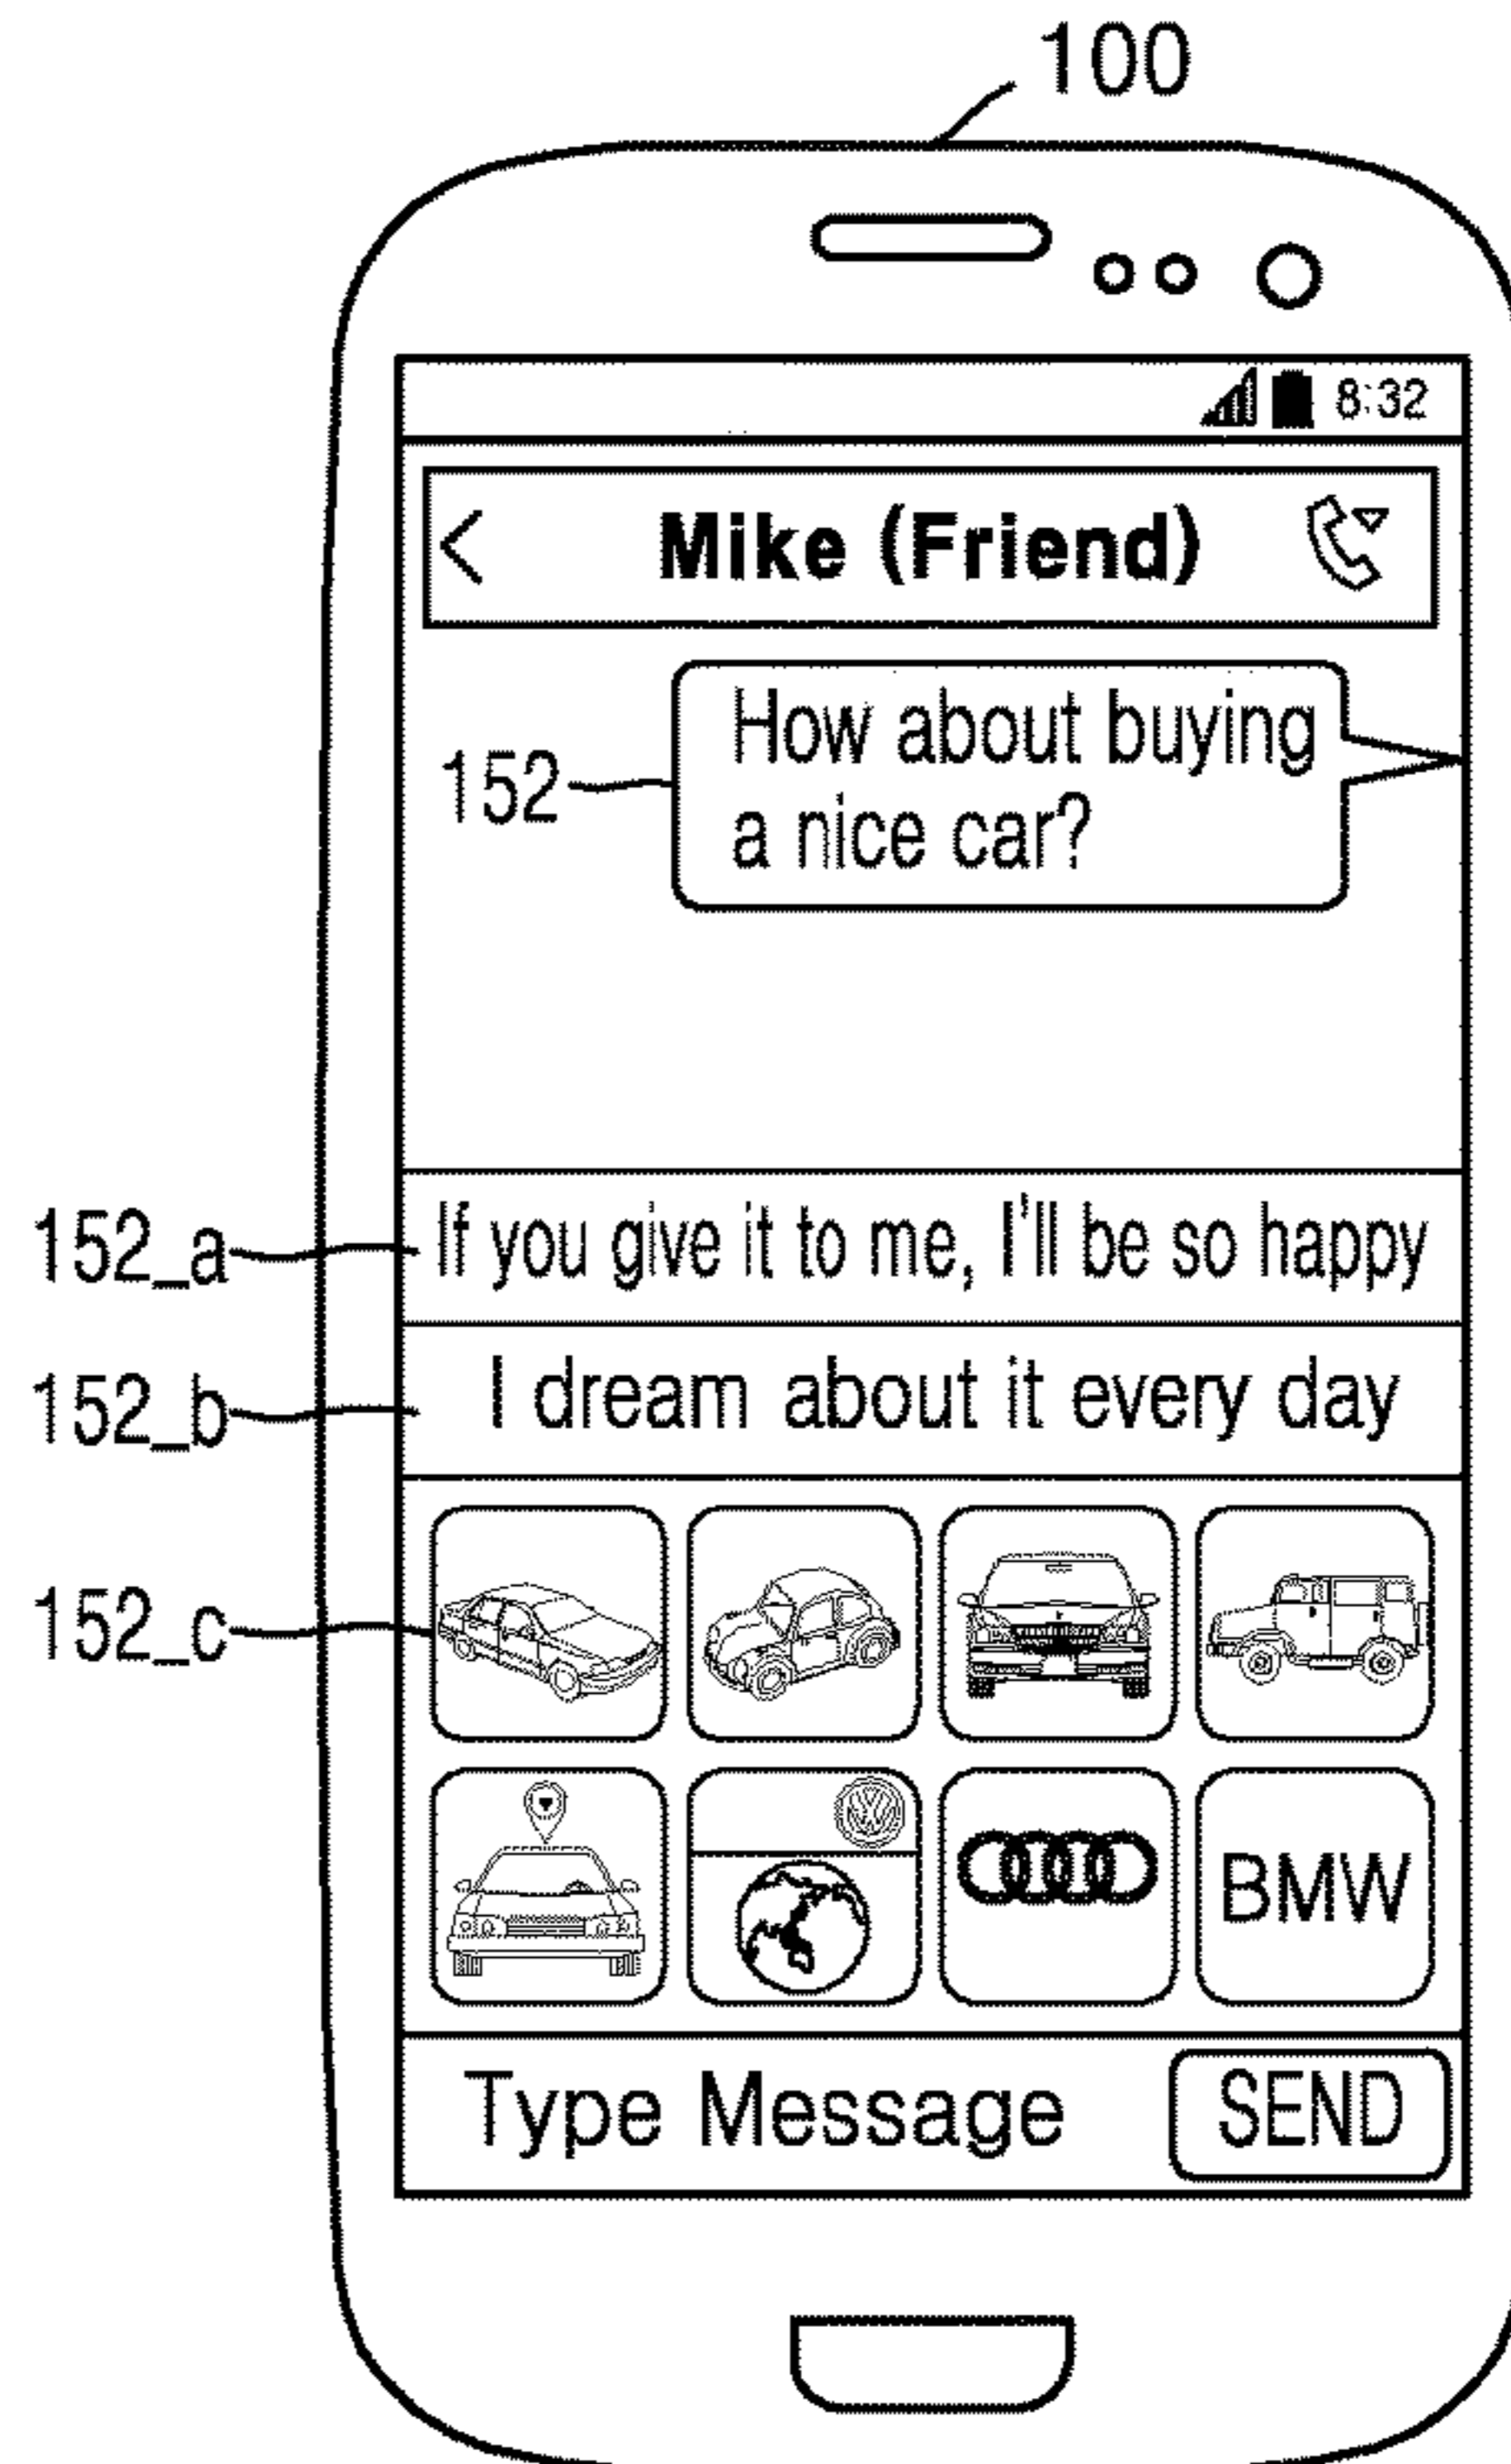 100
8:32
Mike (Friend)
152
How about buying
a nice car?
152_a
If you give it to me, I'll be so happy
152_b
I dream about it every day
152_c
BMW
Type Message
SEND